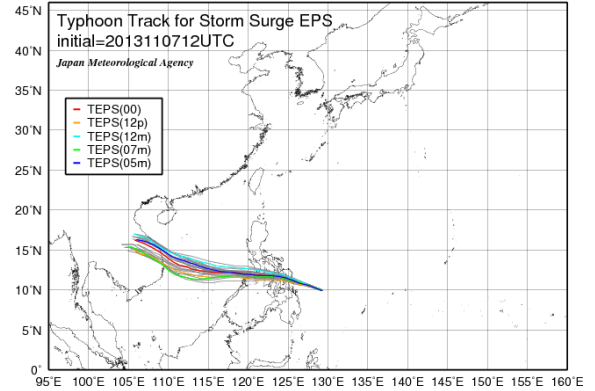 Typhoon Track for Storm Surge EPS
initial=2013110712UTC
Japan Meteorological Agency
TEPS(00)
TEPS(12p)
TEPS(12m)
TEPS(07m)
TEPS(05m)
45˚N
40˚N
35˚N
30˚N
25˚N
20˚N
15˚N
10˚N
5˚N
0˚
95˚E 100˚E 105˚E 110˚E 115˚E 120˚E 125˚E 130˚E 135˚E 140˚E 145˚E 150˚E 155˚E 160˚E